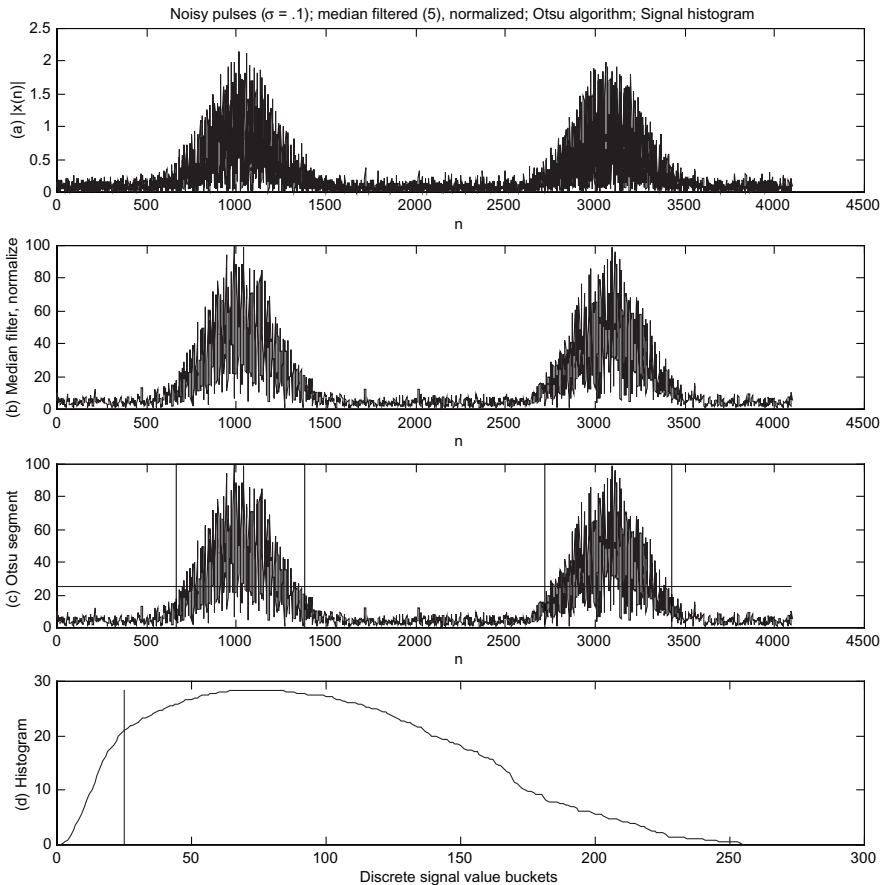 Noisy pulses (σ = .1); median filtered (5), normalized; Otsu algorithm; Signal histogram
2.5
2
1.5
1
0.5
0
(a) |x(n)|
0 500 1000 1500 2000 2500 3000 3500 4000 4500
n
100
80
60
40
20
0
(b) Median filter, normalize
0 500 1000 1500 2000 2500 3000 3500 4000 4500
n
100
80
60
40
20
0
(c) Otsu segment
0 500 1000 1500 2000 2500 3000 3500 4000 4500
n
30
20
10
0
(d) Histogram
0 50 100 150 200 250 300
Discrete signal value buckets